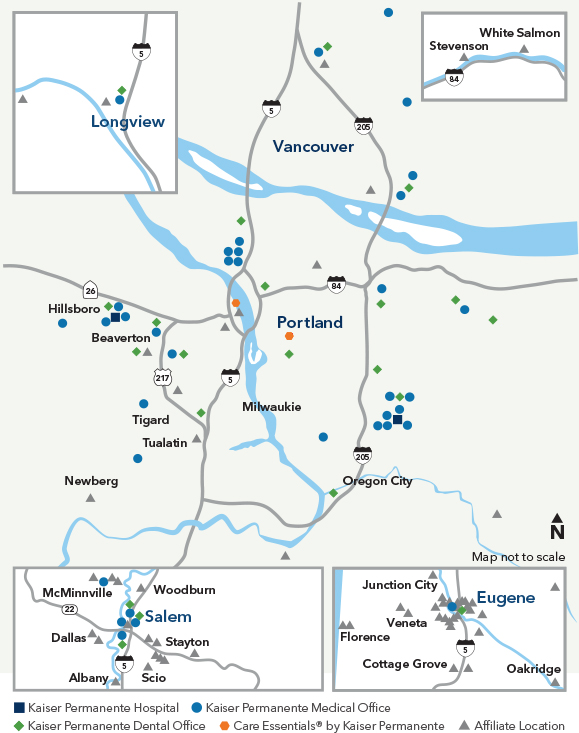 5
Longview
White Salmon
Stevenson
84
5
205
Vancouver
26
84
Hillsboro
Portland
Beaverton
217
5
Milwaukie
Tigard
Tualatin
205
Newberg
Oregon City
N
Map not to scale
McMinnville
Woodburn
22
Salem
Dallas
Stayton
5
Albany
Scio
Junction City
Eugene
Veneta
Florence
5
Cottage Grove
Oakridge
Kaiser Permanente Hospital Kaiser Permanente Medical Office
Kaiser Permanente Dental Office Care Essentials® by Kaiser Permanente Affiliate Location